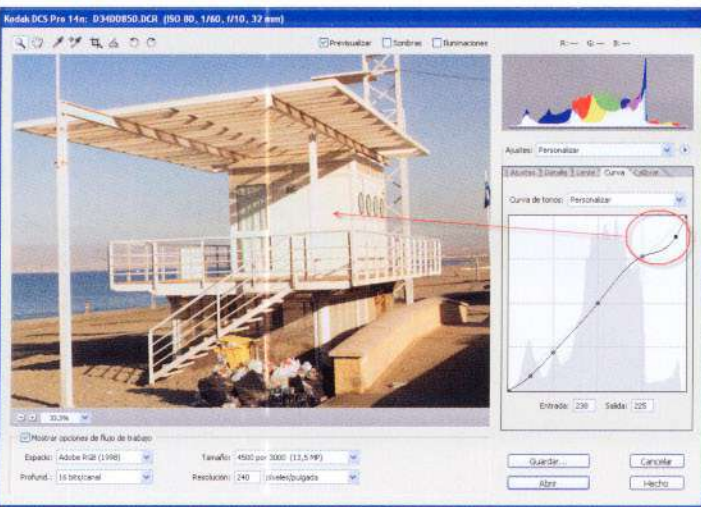 Kodak DCS Pro 14n: D34O0850.DCR (ISO 80, 1/60, f/10, 32 mm)
Previsualizar Sombras Iluminaciones R: --- G: --- B: ---
Ajustes: Personalizar
Ajustar Detalle Lente Curva Calibrar
Curva de tonos: Personalizar
Entrada: 238 Salida: 225
33,3%
Mostrar opciones de flujo de trabajo
Espacio: Adobe RGB (1998) Tamaño: 4500 por 3000 (13,5 MP) Guardar... Cancelar
Profund.: 16 bits/canal Resolución: 240 píxeles/pulgada Abrir Hecho